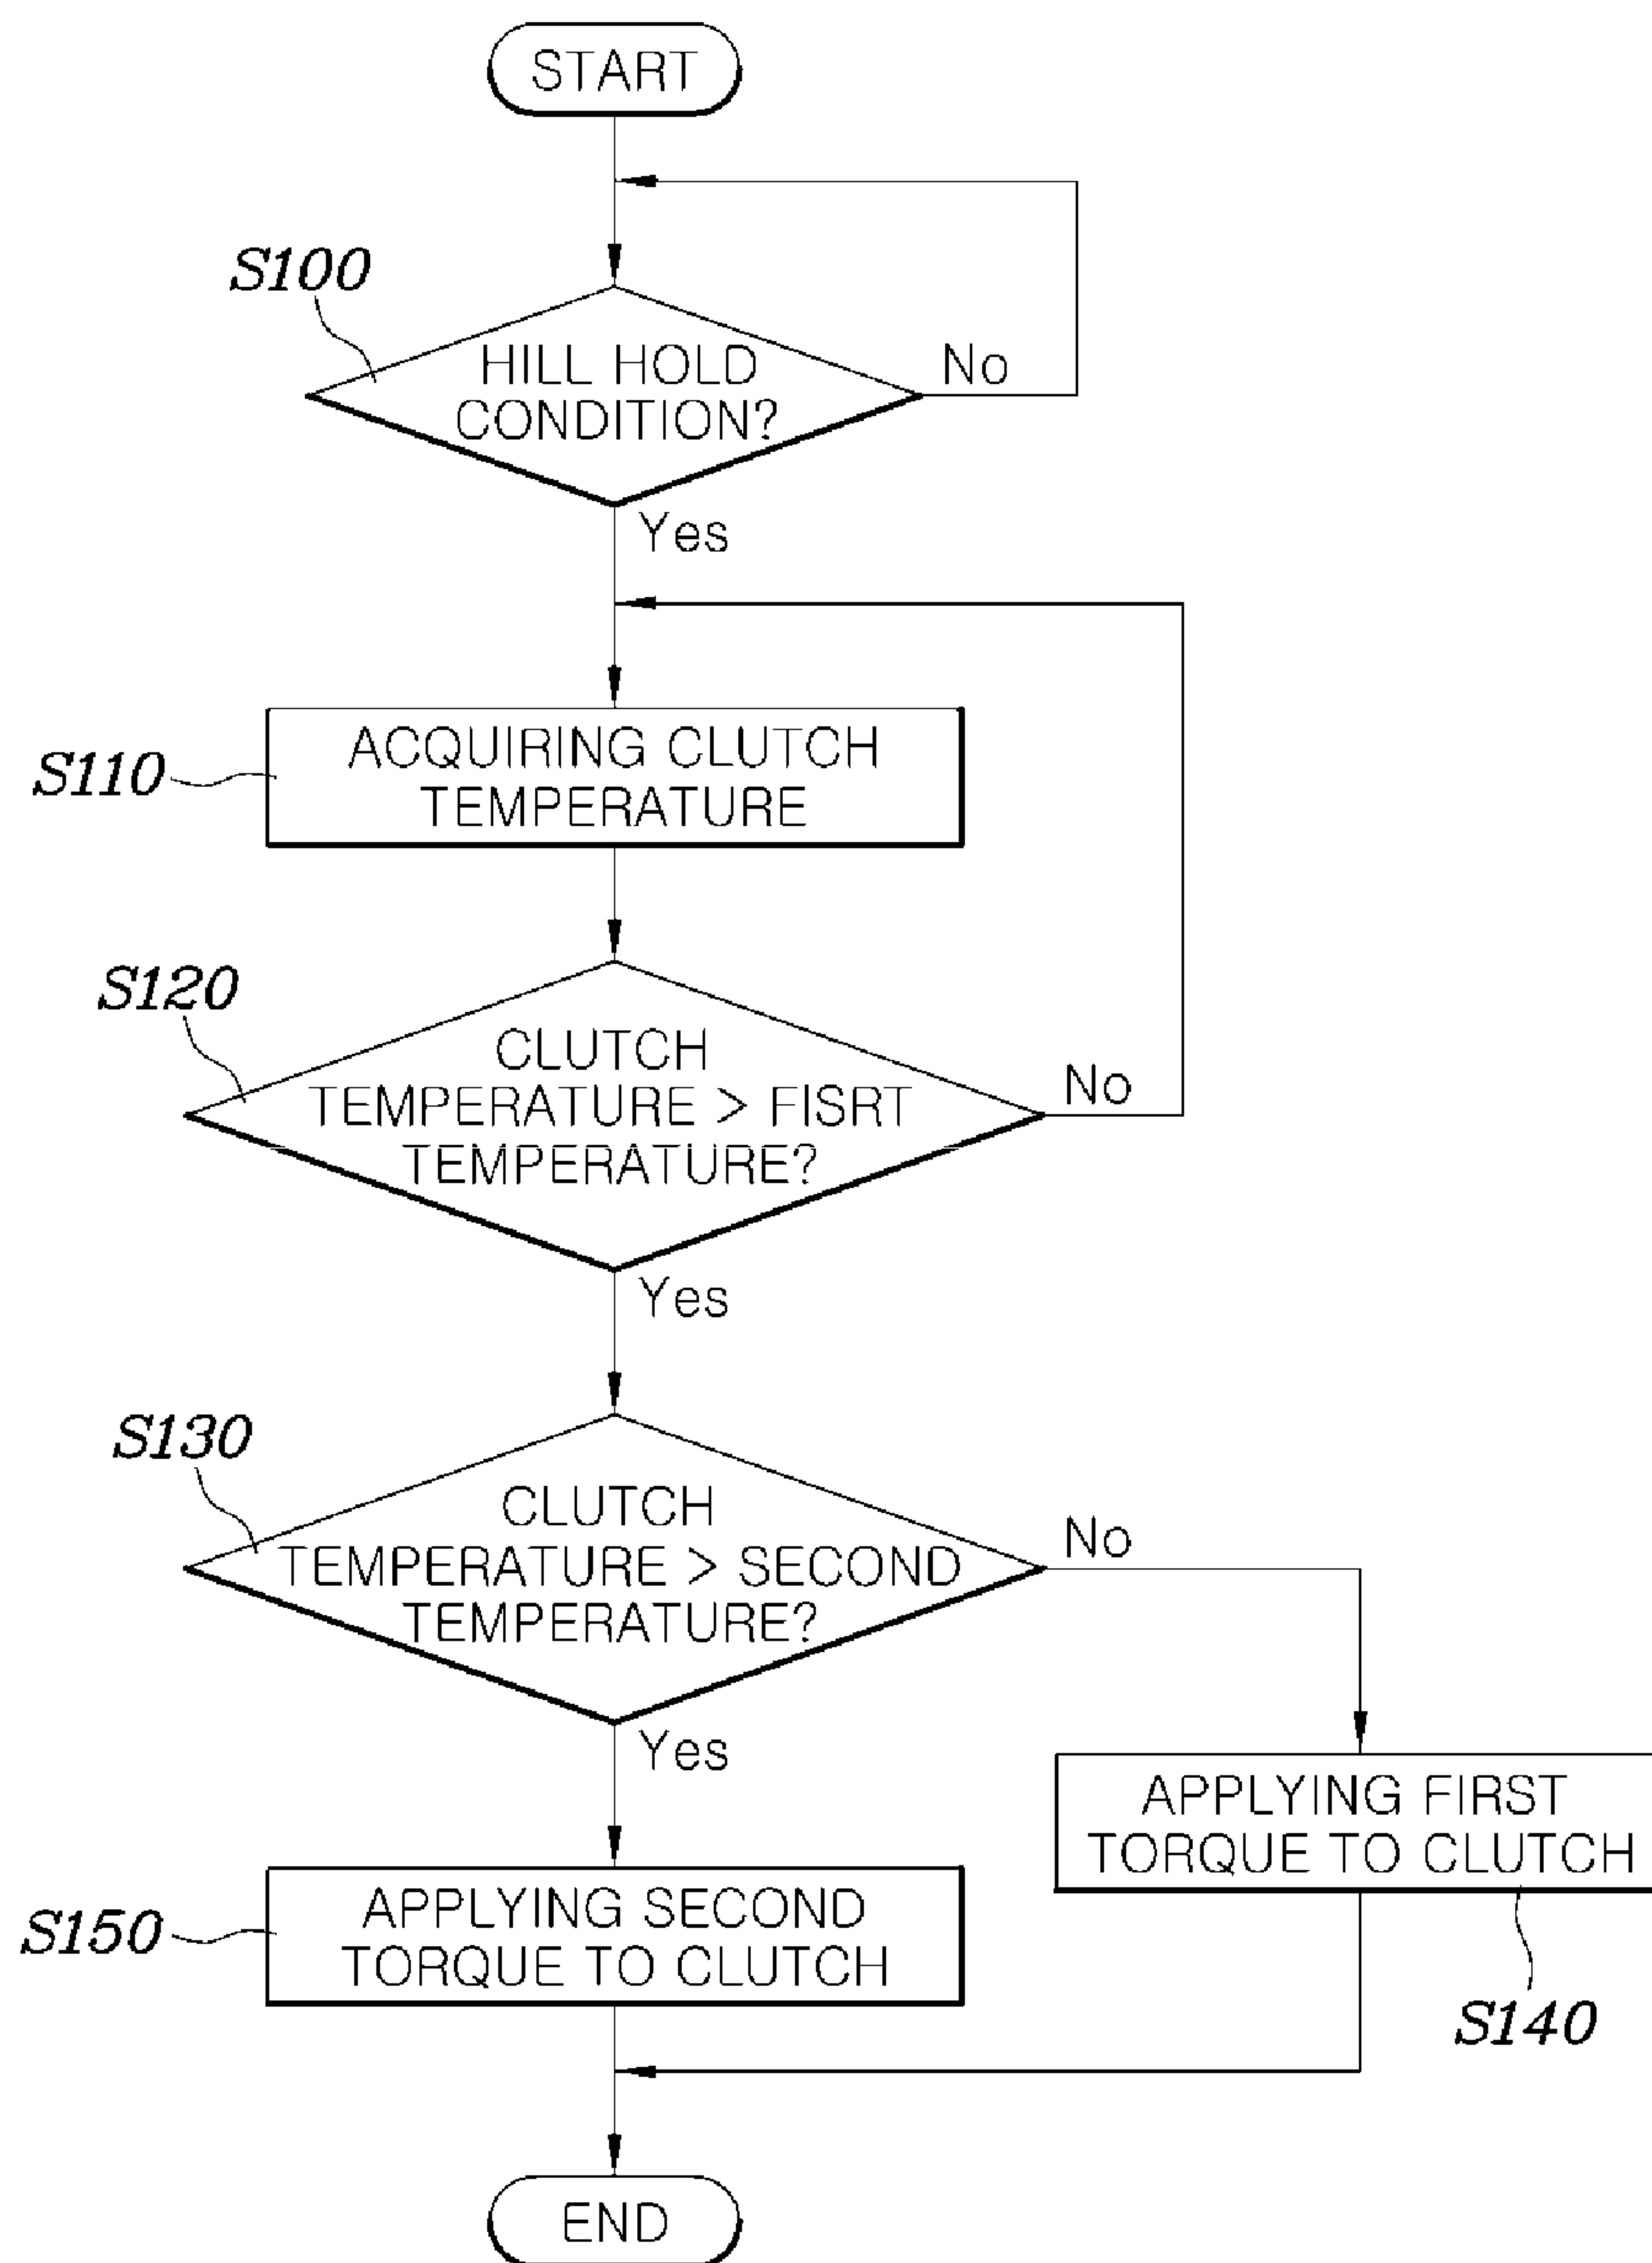 START
S100
HILL HOLD
CONDITION?
No
Yes
S110
ACQUIRING CLUTCH
TEMPERATURE
S120
CLUTCH
TEMPERATURE > FISRT
TEMPERATURE?
No
Yes
S130
CLUTCH
TEMPERATURE > SECOND
TEMPERATURE?
No
Yes
APPLYING FIRST
TORQUE TO CLUTCH
S150
APPLYING SECOND
TORQUE TO CLUTCH
S140
END